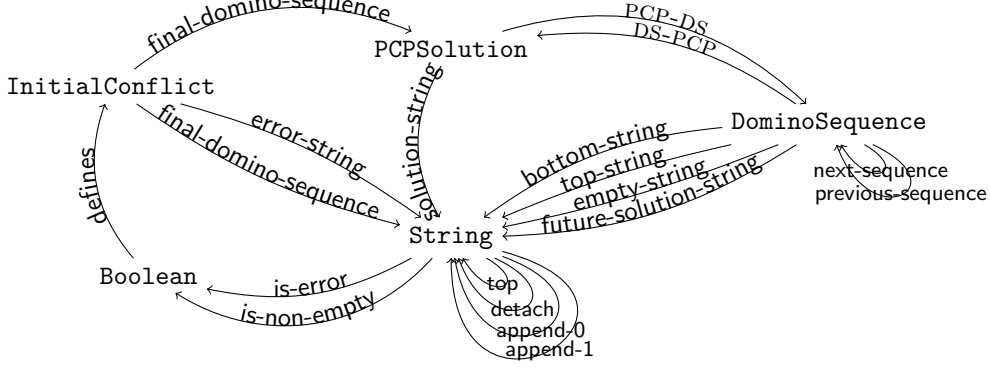 final-domino-sequence
PCP-DS
DS-PCP
PCPSolution
InitialConflict
DominoSequence
error-string
final-domino-sequence
solution-string
bottom-string
top-string
empty-string
future-solution-string
next-sequence
previous-sequence
defines
String
Boolean
is-error
is-non-empty
top
detach
append-0
append-1